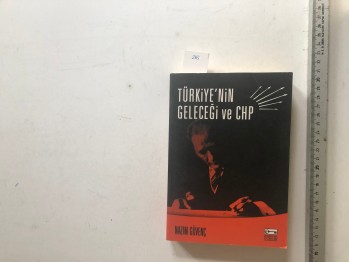 TÜRKİYE'NİN
GELECEĞİ ve CHP
NAZIM GÜVENÇ